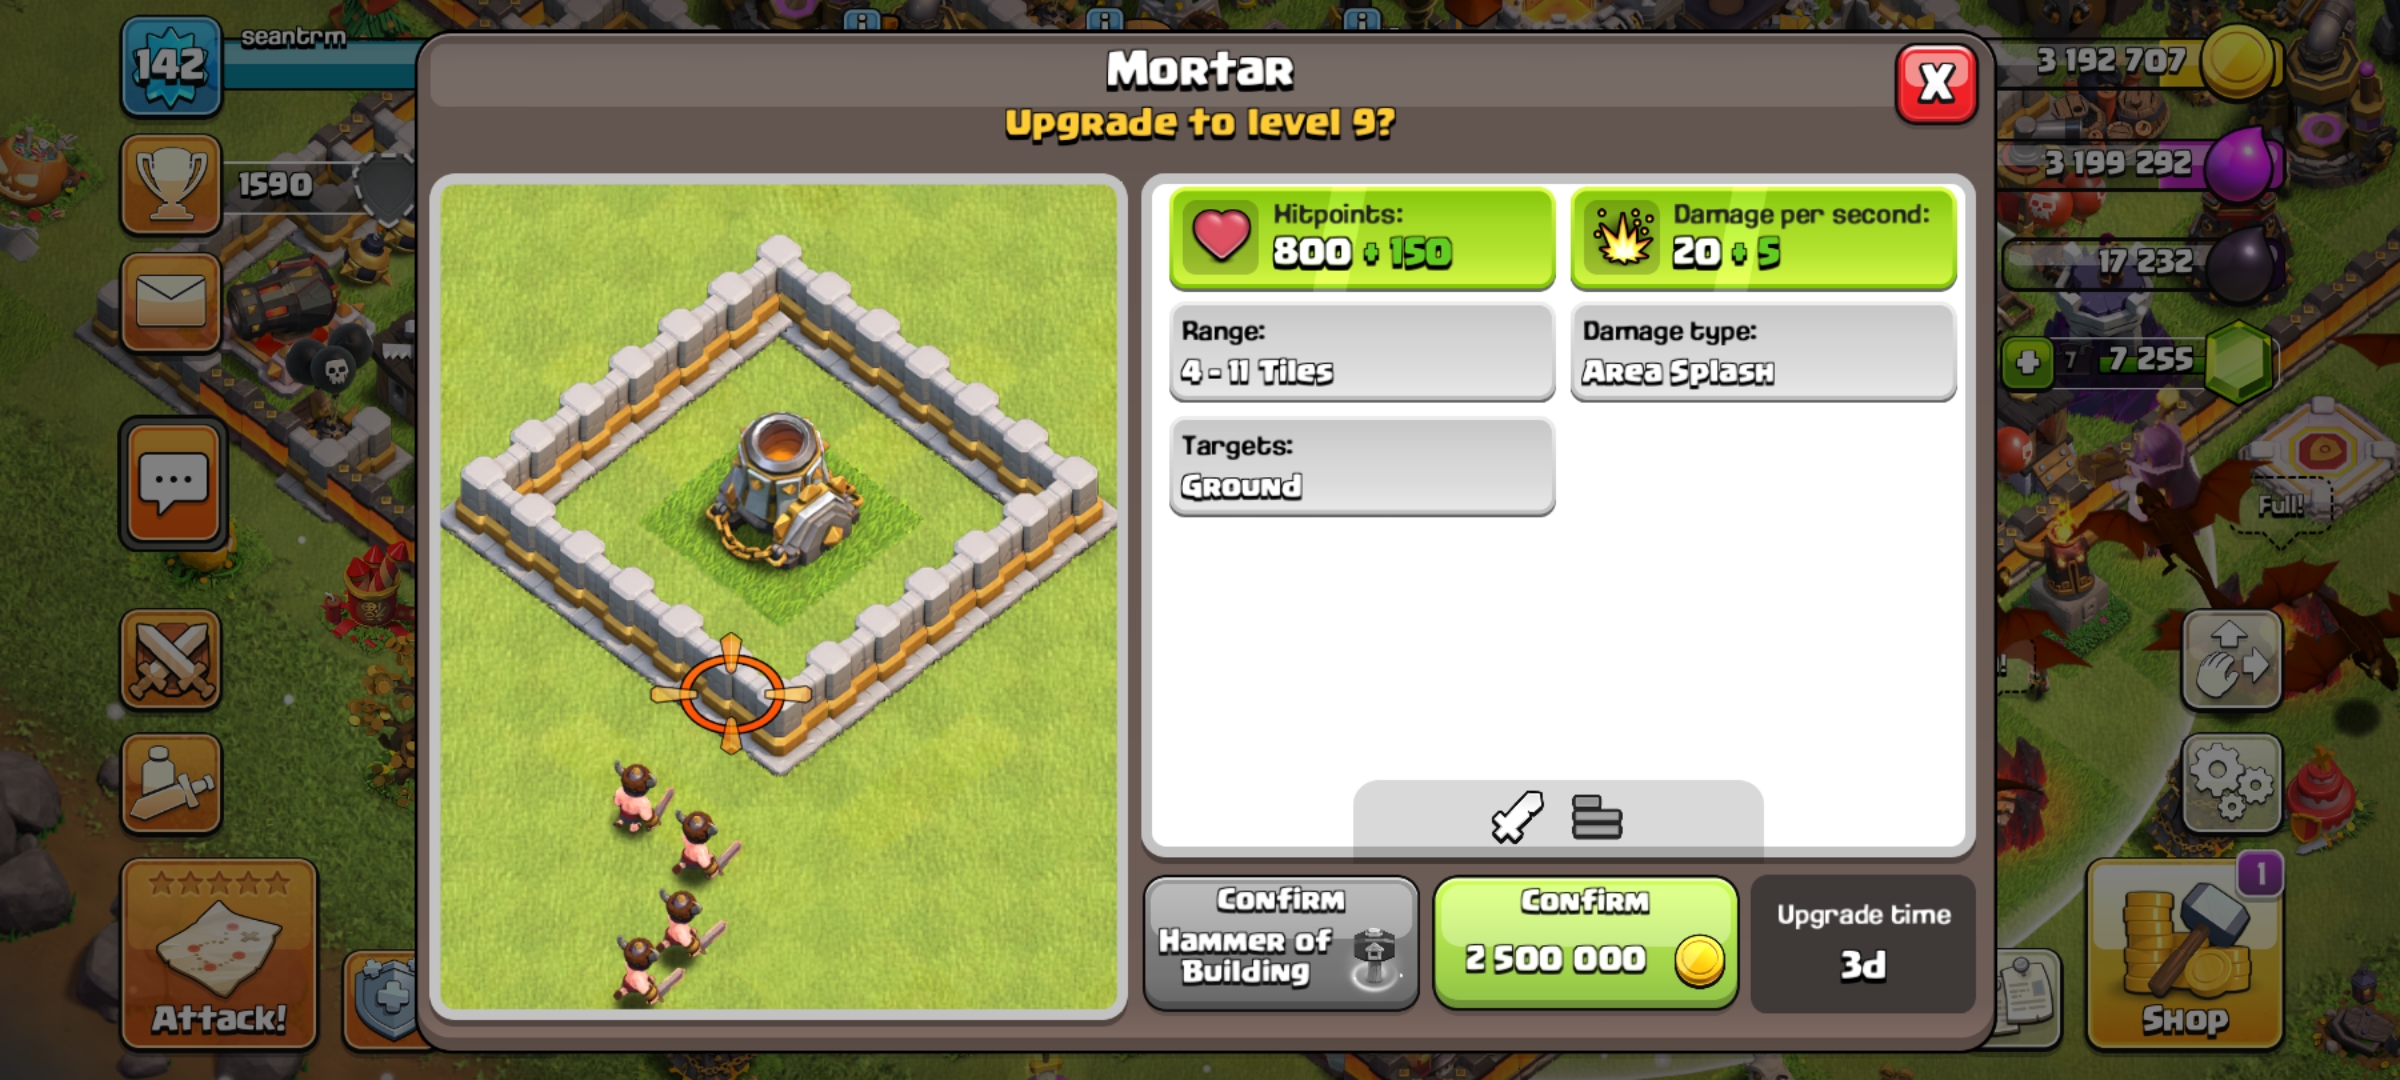 142
seantrm
1590
Mortar
Upgrade to level 9?
X
3 192 707
3 199 292
17 232
7 255
Hitpoints:
800 + 150
Damage per second:
20 + 5
Range:
4 - 11 Tiles
Damage type:
Area Splash
Targets:
Ground
Full!
Confirm
Hammer of
Building
Confirm
2 500 000
Upgrade time
3d
Attack!
1
Shop